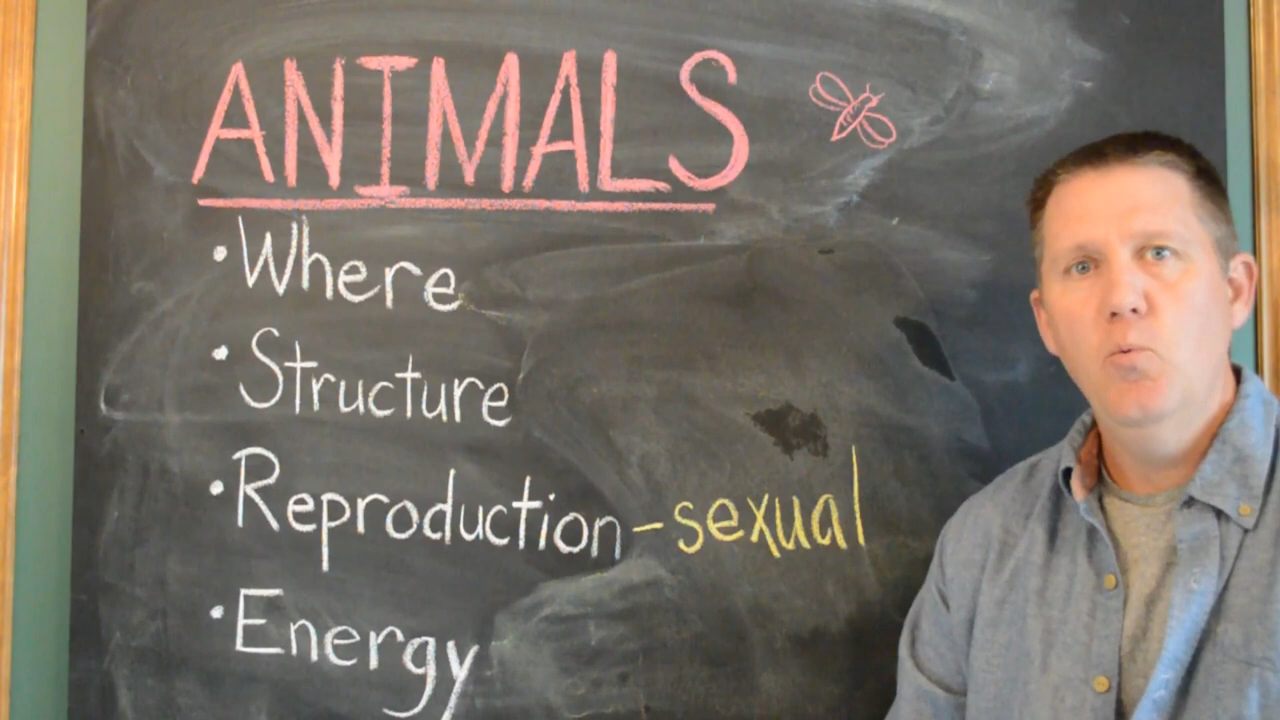 ANIMALS
• Where
• Structure
• Reproduction - sexual
• Energy